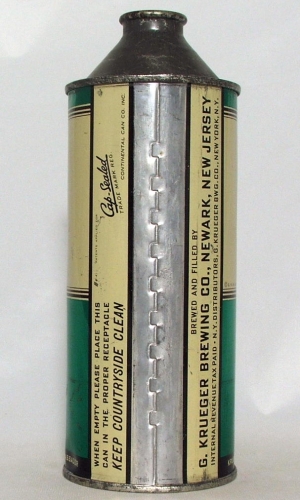 WHEN EMPTY PLEASE PLACE THIS
CAN IN THE PROPER RECEPTACLE
KEEP COUNTRYSIDE CLEAN
Cap-Sealed
TRADE MARK REG.
CONTINENTAL CAN CO. INC.
BREWED AND FILLED BY
G. KRUEGER BREWING CO., NEWARK, NEW JERSEY
INTERNAL REVENUE TAX PAID - N.Y. DISTRIBUTORS, G. KRUEGER BWG. CO., NEW YORK, N.Y.